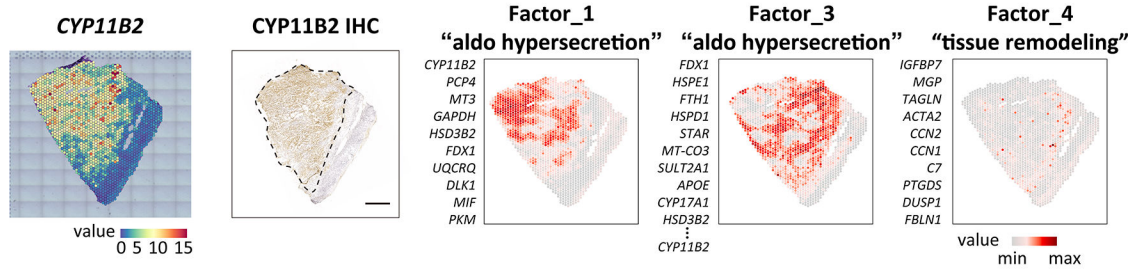 CYP11B2
CYP11B2 IHC
Factor_1
“aldo hypersecretion”
Factor_3
“aldo hypersecretion”
Factor_4
“tissue remodeling”
value
0 5 10 15
CYP11B2
PCP4
MT3
GAPDH
HSD3B2
FDX1
UQCRQ
DLK1
MIF
PKM
FDX1
HSPE1
FTH1
HSPD1
STAR
MT-CO3
SULT2A1
APOE
CYP17A1
HSD3B2
⋮
CYP11B2
IGFBP7
MGP
TAGLN
ACTA2
CCN2
CCN1
C7
PTGDS
DUSP1
FBLN1
value
min max